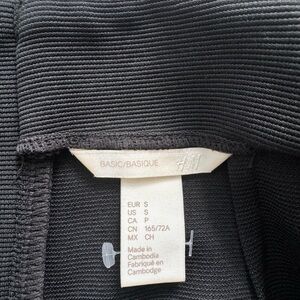 BASIC/BASIQUE H&M
EUR S
US S
CA P
CN 165/72A
MX CH
Made in
Cambodia
Fabriqué en
Cambodge